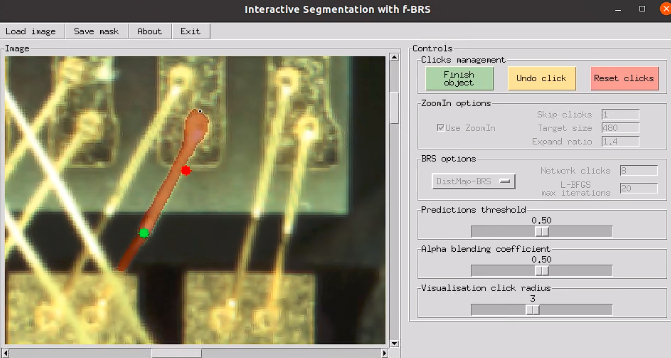 Interactive Segmentation with f-BRS
Load image Save mask About Exit
Image
Controls
Clicks management
Finish object
Undo click
Reset clicks
ZoomIn options
Use ZoomIn
Skip clicks 1
Target size 480
Expand ratio 1.4
BRS options
DistMap-BRS
Network clicks 8
L-BFGS max iterations 20
Predictions threshold
0.50
Alpha blending coefficient
0.50
Visualisation click radius
3